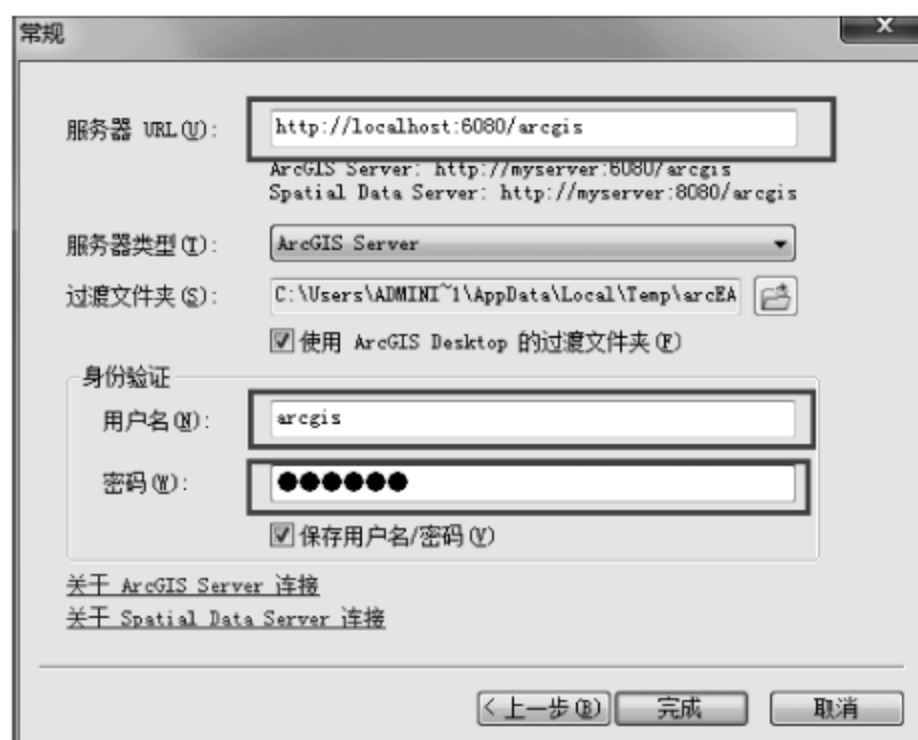 常规
服务器 URL(U): http://localhost:6080/arcgis
ArcGIS Server: http://myserver:6080/arcgis
Spatial Data Server: http://myserver:8080/arcgis
服务器类型(T): ArcGIS Server
过渡文件夹(S): C:\Users\ADMINI~1\AppData\Local\Temp\arcEA
使用 ArcGIS Desktop 的过渡文件夹(F)
身份验证
用户名(N): arcgis
密码(W): ●●●●●●
保存用户名/密码(V)
关于 ArcGIS Server 连接
关于 Spatial Data Server 连接
< 上一步(B) 完成 取消